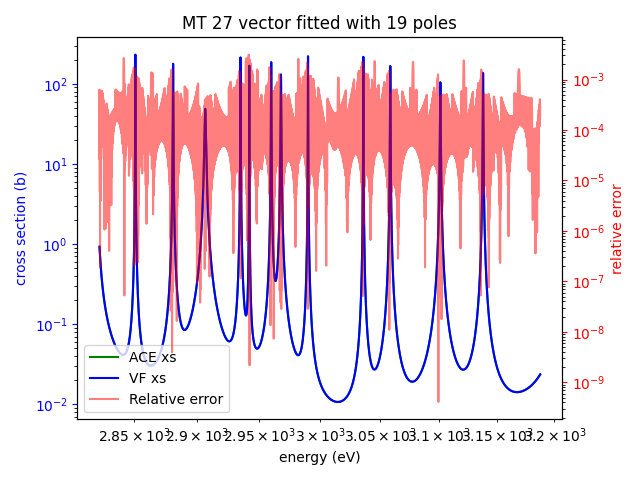 MT 27 vector fitted with 19 poles
10²
10¹
10⁰
10⁻¹
10⁻²
cross section (b)
10⁻³
10⁻⁴
10⁻⁵
10⁻⁶
10⁻⁷
10⁻⁸
10⁻⁹
relative error
ACE xs
VF xs
Relative error
2.85 × 10³ 2.9 × 10³ 2.95 × 10³ 3 × 10³ 3.05 × 10³ 3.1 × 10³ 3.15 × 10³ 3.2 × 10³
energy (eV)